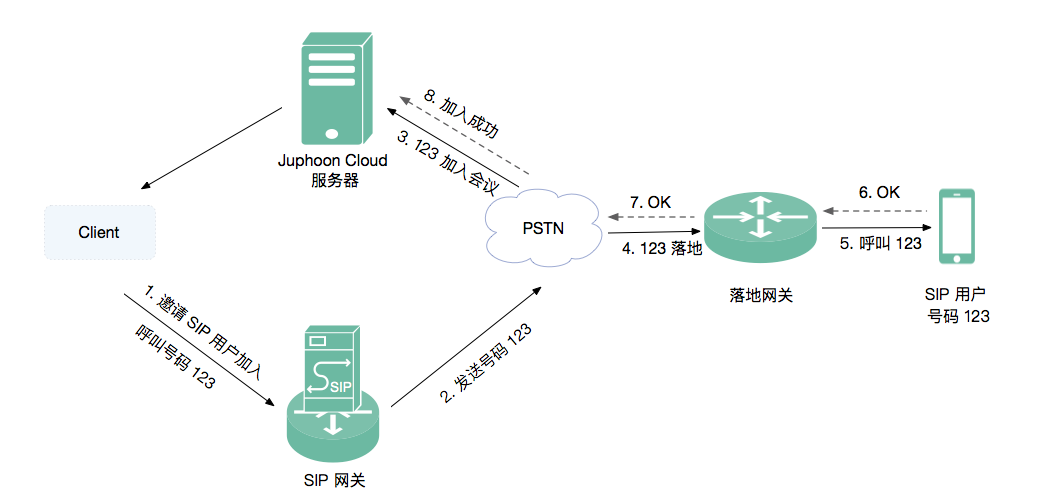 8. 加入成功
3. 123 加入会议
Juphoon Cloud
服务器
Client
PSTN
7. OK
4. 123 落地
6. OK
5. 呼叫 123
落地网关
SIP 用户
号码 123
1. 邀请 SIP 用户加入
呼叫号码 123
2. 发送号码 123
SIP
SIP 网关